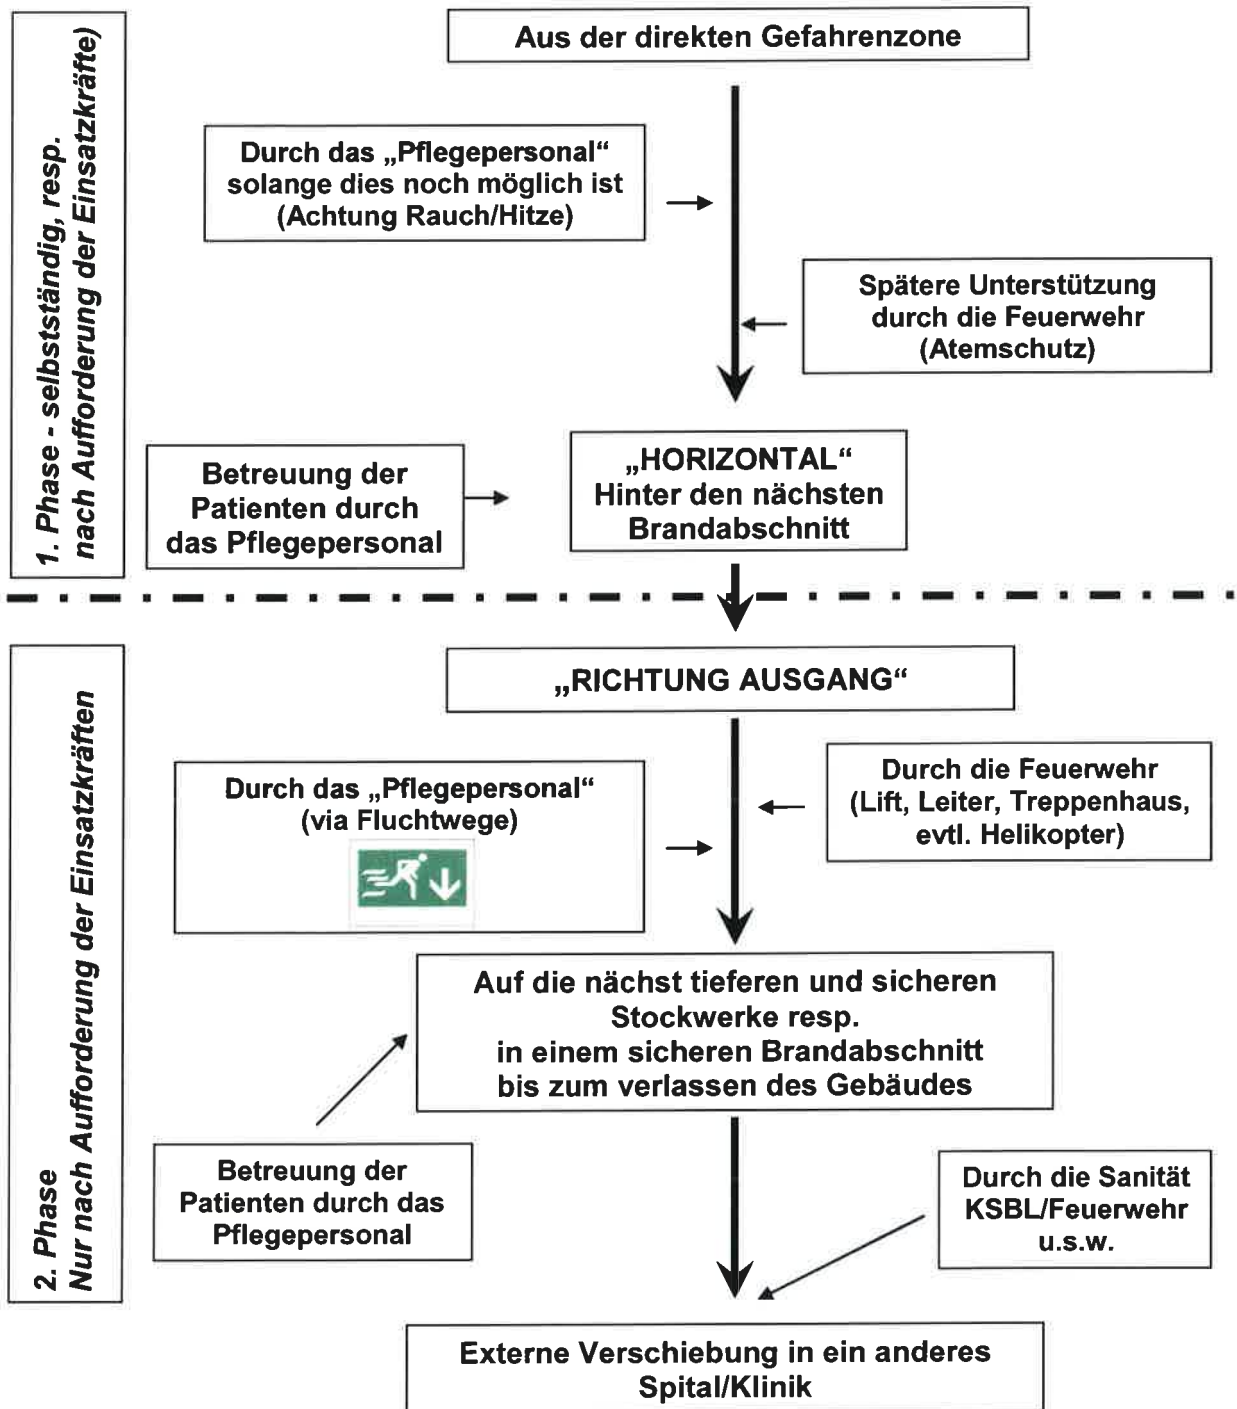 1. Phase - selbstständig, resp.
nach Aufforderung der Einsatzkräfte)
Aus der direkten Gefahrenzone
Durch das „Pflegepersonal“
solange dies noch möglich ist
(Achtung Rauch/Hitze)
Spätere Unterstützung
durch die Feuerwehr
(Atemschutz)
Betreuung der
Patienten durch
das Pflegepersonal
„HORIZONTAL“
Hinter den nächsten
Brandabschnitt
2. Phase
Nur nach Aufforderung der Einsatzkräften
„RICHTUNG AUSGANG“
Durch das „Pflegepersonal“
(via Fluchtwege)
Durch die Feuerwehr
(Lift, Leiter, Treppenhaus,
evtl. Helikopter)
Auf die nächst tieferen und sicheren
Stockwerke resp.
in einem sicheren Brandabschnitt
bis zum verlassen des Gebäudes
Betreuung der
Patienten durch das
Pflegepersonal
Durch die Sanität
KSBL/Feuerwehr
u.s.w.
Externe Verschiebung in ein anderes
Spital/Klinik